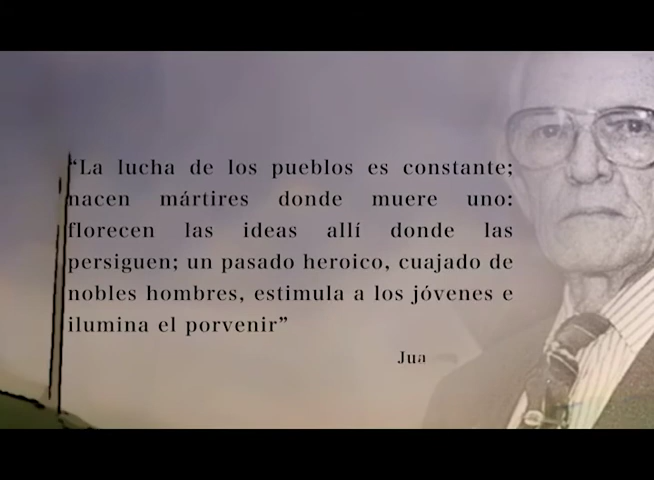 “La lucha de los pueblos es constante;
nacen mártires donde muere uno:
florecen las ideas allí donde las
persiguen; un pasado heroico, cuajado de
nobles hombres, estimula a los jóvenes e
ilumina el porvenir”
Jua